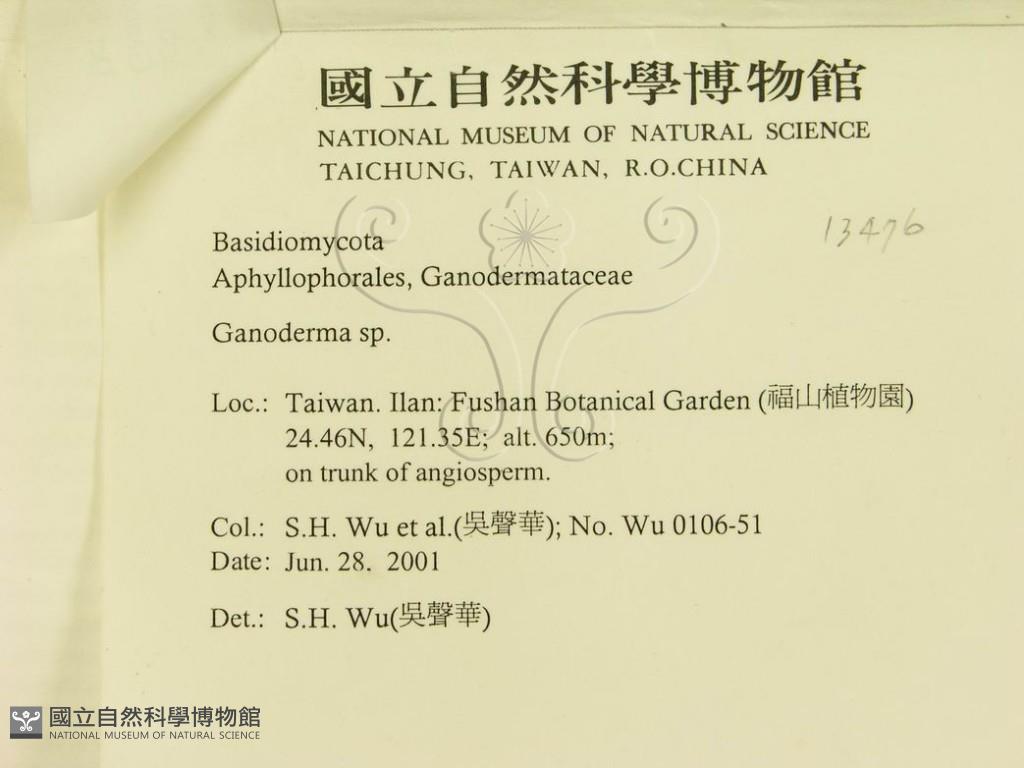 國立自然科學博物館
NATIONAL MUSEUM OF NATURAL SCIENCE
TAICHUNG, TAIWAN, R.O.CHINA
13476
Basidiomycota
Aphyllophorales, Ganodermataceae
Ganoderma sp.
Loc.: Taiwan. Ilan: Fushan Botanical Garden (福山植物園)
24.46N, 121.35E; alt. 650m;
on trunk of angiosperm.
Col.: S.H. Wu et al.(吳聲華); No. Wu 0106-51
Date: Jun. 28. 2001
Det.: S.H. Wu(吳聲華)
國立自然科學博物館
NATIONAL MUSEUM OF NATURAL SCIENCE